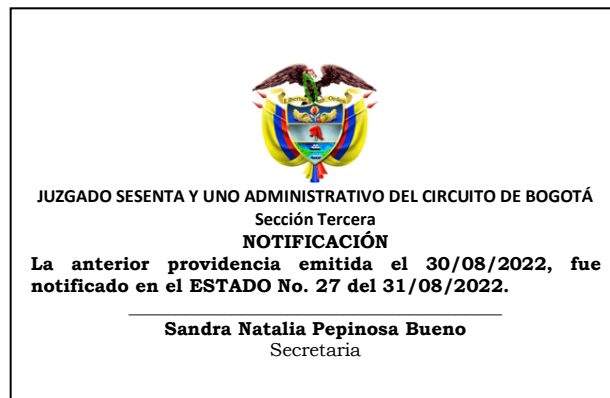 JUZGADO SESENTA Y UNO ADMINISTRATIVO DEL CIRCUITO DE BOGOTÁ
Sección Tercera
NOTIFICACIÓN
La anterior providencia emitida el 30/08/2022, fue
notificado en el ESTADO No. 27 del 31/08/2022.
Sandra Natalia Pepinosa Bueno
Secretaria